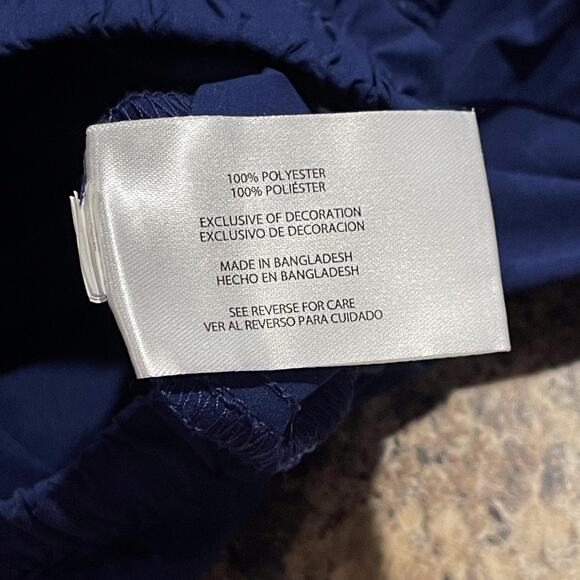 100% POLYESTER
100% POLIÉSTER
EXCLUSIVE OF DECORATION
EXCLUSIVO DE DECORACION
MADE IN BANGLADESH
HECHO EN BANGLADESH
SEE REVERSE FOR CARE
VER AL REVERSO PARA CUIDADO